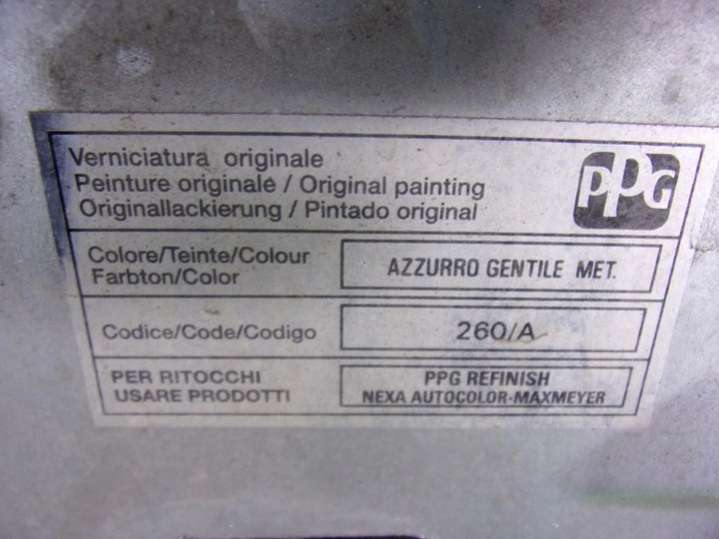 Verniciatura originale
Peinture originale / Original painting
Originallackierung / Pintado original
PPG
Colore/Teinte/Colour
Farbton/Color
AZZURRO GENTILE MET.
Codice/Code/Codigo
260/A
PER RITOCCHI
USARE PRODOTTI
PPG REFINISH
NEXA AUTOCOLOR-MAXMEYER